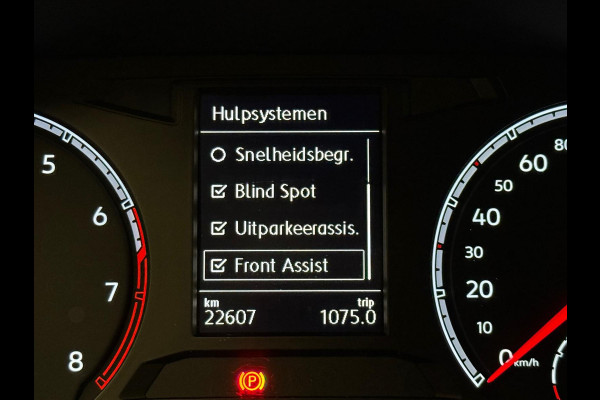 Hulpsystemen
Snelheidsbegr.
Blind Spot
Uitparkeerassis.
Front Assist
km trip
22607 1075.0
5
6
7
8
80
60
50
40
30
20
10
0 km/h
P